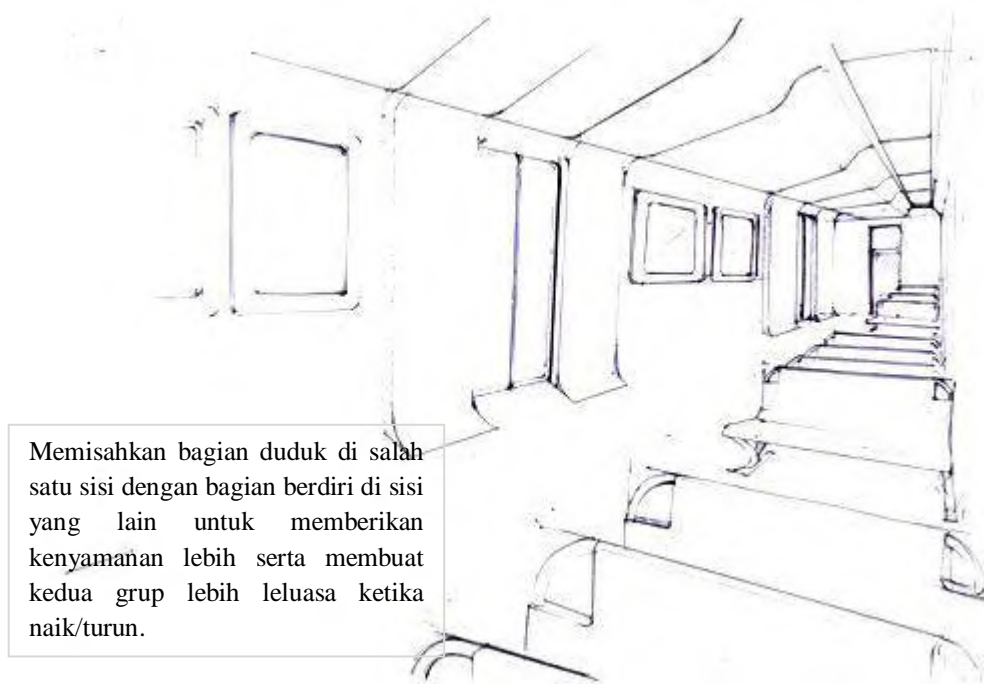 Memisahkan bagian duduk di salah
satu sisi dengan bagian berdiri di sisi
yang lain untuk memberikan
kenyamanan lebih serta membuat
kedua grup lebih leluasa ketika
naik/turun.